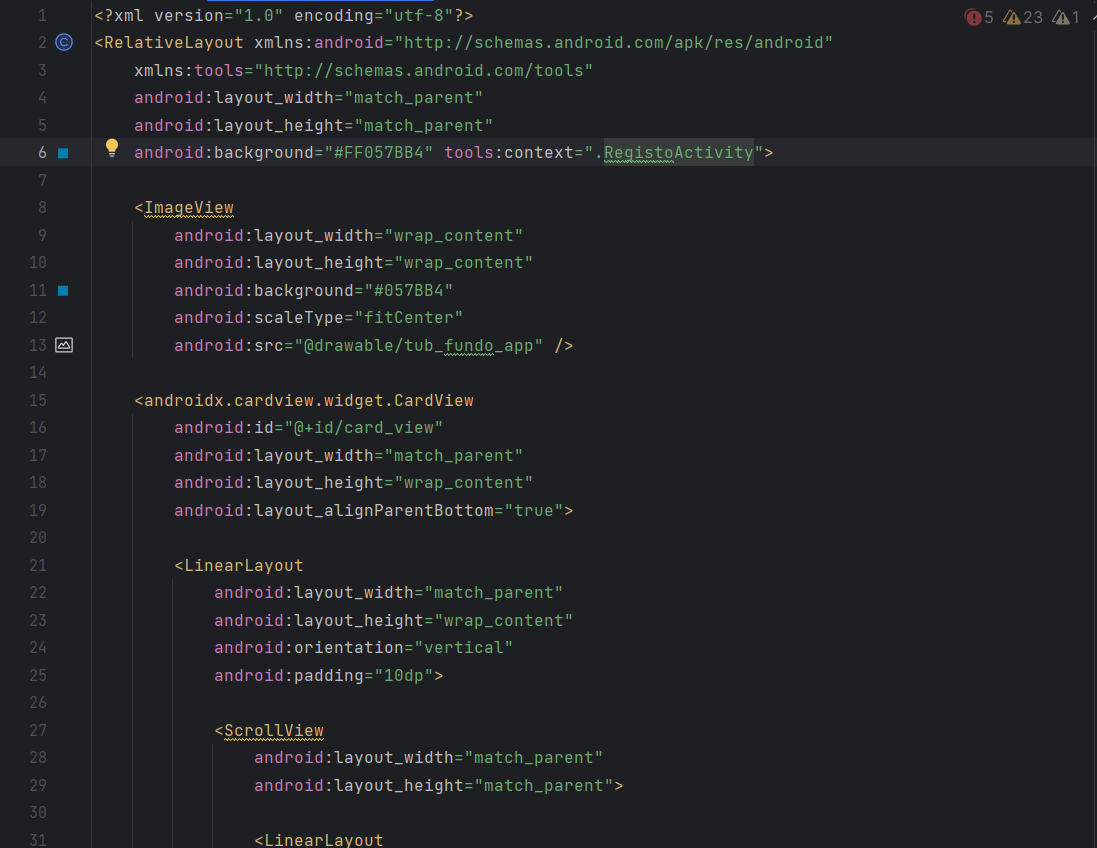 1 <?xml version="1.0" encoding="utf-8"?> 5 23 1
2 <RelativeLayout xmlns:android="http://schemas.android.com/apk/res/android"
3 xmlns:tools="http://schemas.android.com/tools"
4 android:layout_width="match_parent"
5 android:layout_height="match_parent"
6 android:background="#FF057BB4" tools:context=".RegistoActivity">
7
8 <ImageView
9 android:layout_width="wrap_content"
10 android:layout_height="wrap_content"
11 android:background="#057BB4"
12 android:scaleType="fitCenter"
13 android:src="@drawable/tub_fundo_app" />
14
15 <androidx.cardview.widget.CardView
16 android:id="@+id/card_view"
17 android:layout_width="match_parent"
18 android:layout_height="wrap_content"
19 android:layout_alignParentBottom="true">
20
21 <LinearLayout
22 android:layout_width="match_parent"
23 android:layout_height="wrap_content"
24 android:orientation="vertical"
25 android:padding="10dp">
26
27 <ScrollView
28 android:layout_width="match_parent"
29 android:layout_height="match_parent">
30
31 <LinearLayout